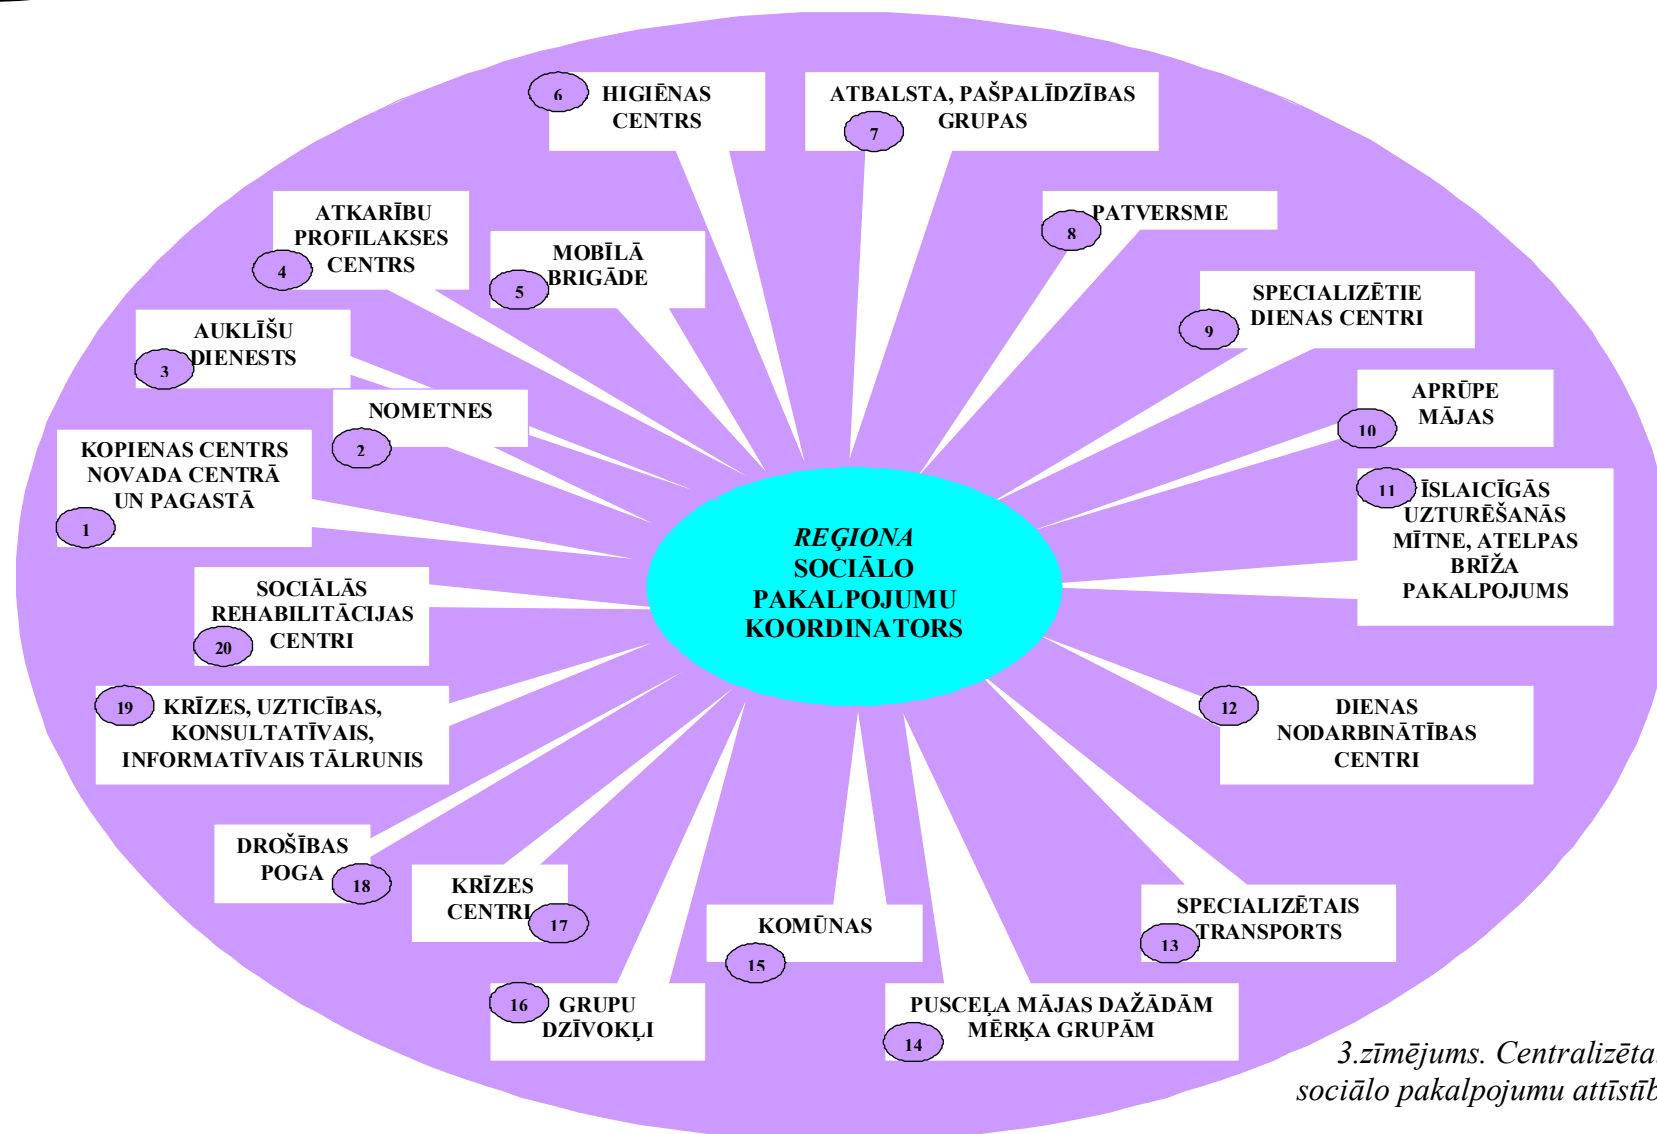 6
HIGIĒNAS
CENTRS
ATBALSTA, PAŠPALĪDZĪBAS
GRUPAS
7
ATKARĪBU
PROFILAKSES
CENTRS
4
MOBĪLĀ
BRIGĀDE
5
PATVERSME
8
SPECIALIZĒTIE
DIENAS CENTRI
9
AUKLĪŠU
DIENESTS
3
NOMETNES
2
APRŪPE
MĀJAS
10
KOPIENAS CENTRS
NOVADA CENTRĀ
UN PAGASTĀ
1
11
ĪSLAICĪGĀS
UZTURĒŠANĀS
MĪTNE, ATELPAS
BRĪŽA
PAKALPOJUMS
REĢIONA
SOCIĀLO
PAKALPOJUMU
KOORDINATORS
SOCIĀLĀS
REHABILITĀCIJAS
CENTRI
20
19
KRĪZES, UZTICĪBAS,
KONSULTATĪVAIS,
INFORMATĪVAIS TĀLRUNIS
12
DIENAS
NODARBINĀTĪBAS
CENTRI
DROŠĪBAS
POGA
18
KRĪZES
CENTRI
17
KOMŪNAS
15
SPECIALIZĒTAIS
TRANSPORTS
13
16
GRUPU
DZĪVOKĻI
PUSCEĻA MĀJAS DAŽĀDĀM
MĒRĶA GRUPĀM
14
3.zīmējums.
sociālo pakalpojumu